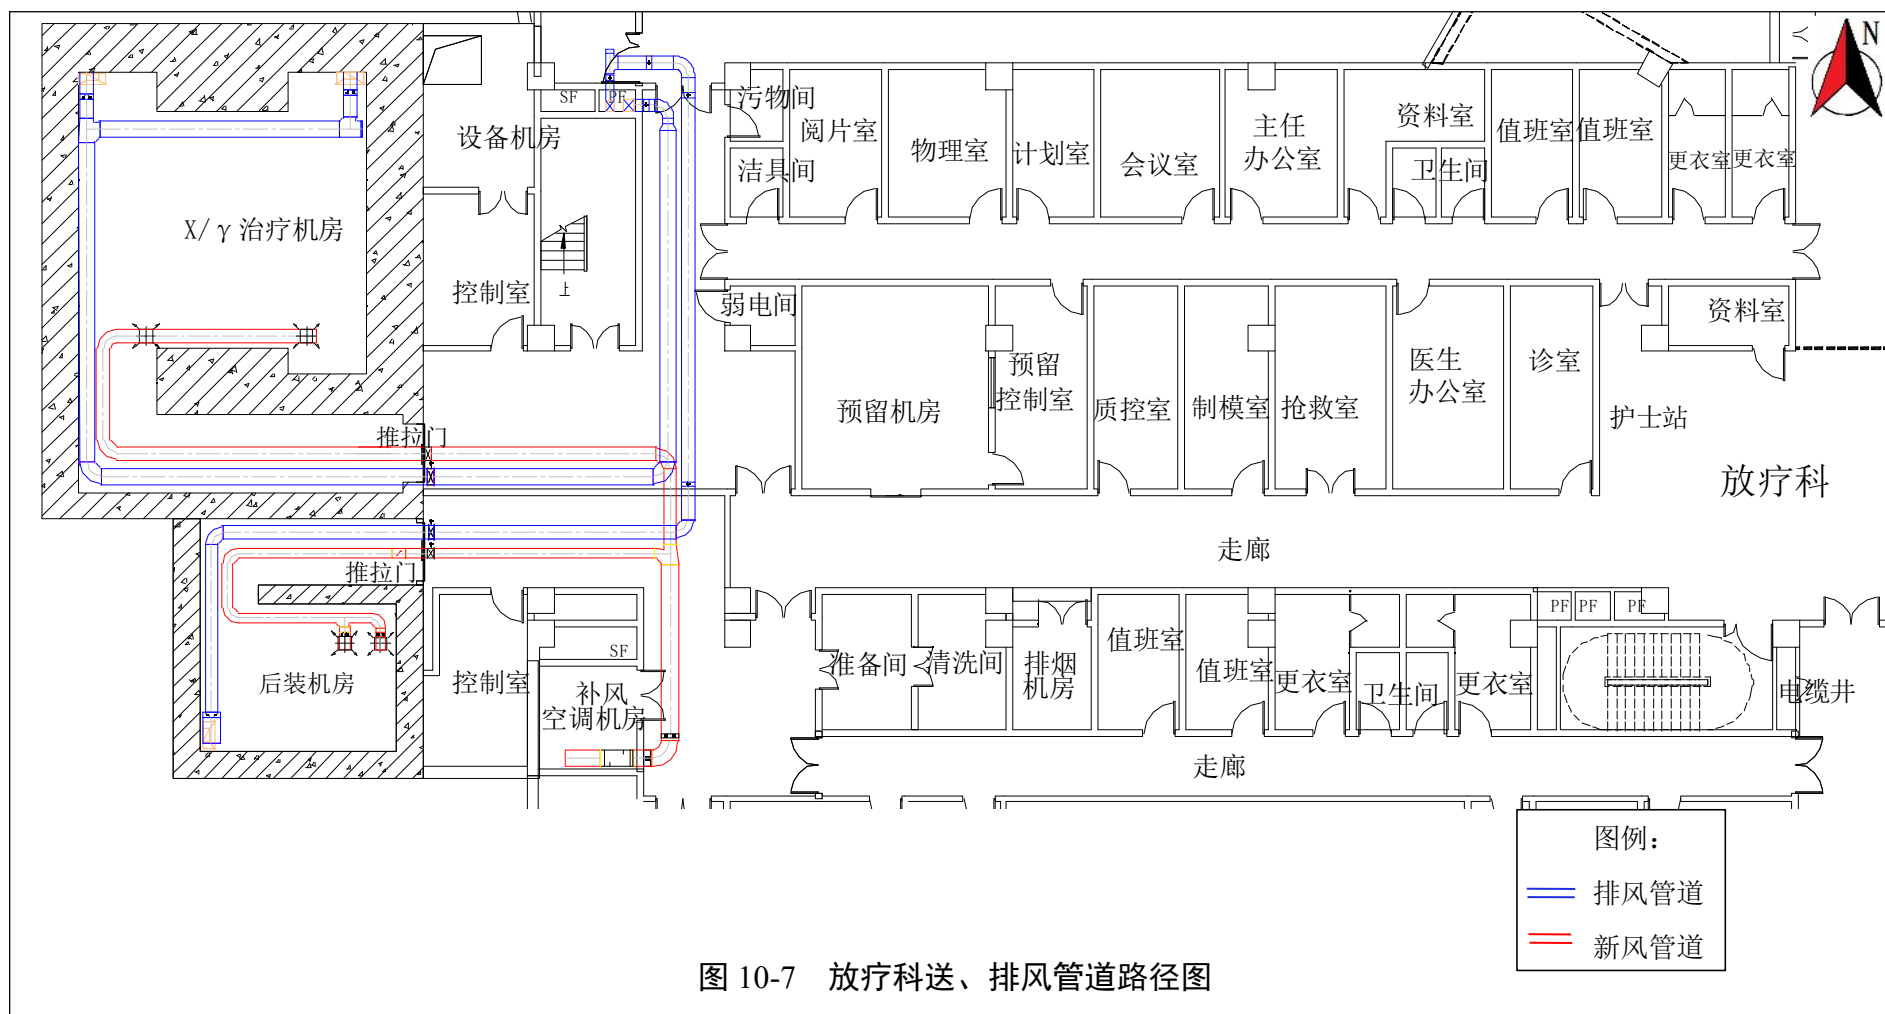 N
SF
PF
污物间
设备机房
阅片室
物理室
计划室
会议室
主任
办公室
资料室
值班室
值班室
洁具间
卫生间
更衣室
更衣室
X/γ治疗机房
控制室
上
弱电间
资料室
预留
控制室
医生
办公室
诊室
预留机房
质控室
制模室
抢救室
护士站
推拉门
放疗科
走廊
推拉门
PF
PF
PF
值班室
SF
准备间
清洗间
排烟
机房
值班室
后装机房
控制室
补风
空调机房
更衣室
卫生间
更衣室
电缆井
走廊
图例：
排风管道
新风管道
图 10-7 放疗科送、排风管道路径图